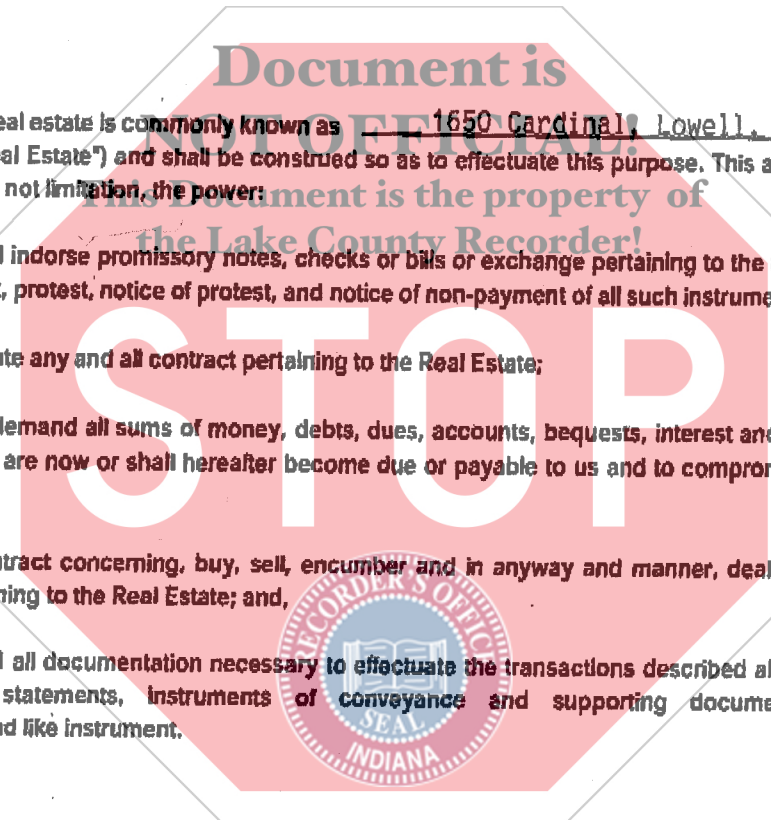 Document is
eal estate is commonly known as 1650 Cardinal, Lowell,
NOT OFFICIAL!
al Estate") and shall be construed so as to effectuate this purpose. This a
not limitation, the power:
This Document is the property of
the Lake County Recorder!
indorse promissory notes, checks or bills or exchange pertaining to the
, protest, notice of protest, and notice of non-payment of all such instrume
STOP
te any and all contract pertaining to the Real Estate;
demand all sums of money, debts, dues, accounts, bequests, interest and
are now or shall hereafter become due or payable to us and to comprom
tract concerning, buy, sell, encumber and in anyway and manner, deal
ning to the Real Estate; and,
RECORDER'S OFFICE
all documentation necessary to effectuate the transactions described a
statements, instruments of conveyance and supporting docume
nd like instrument.
SEAL
INDIANA